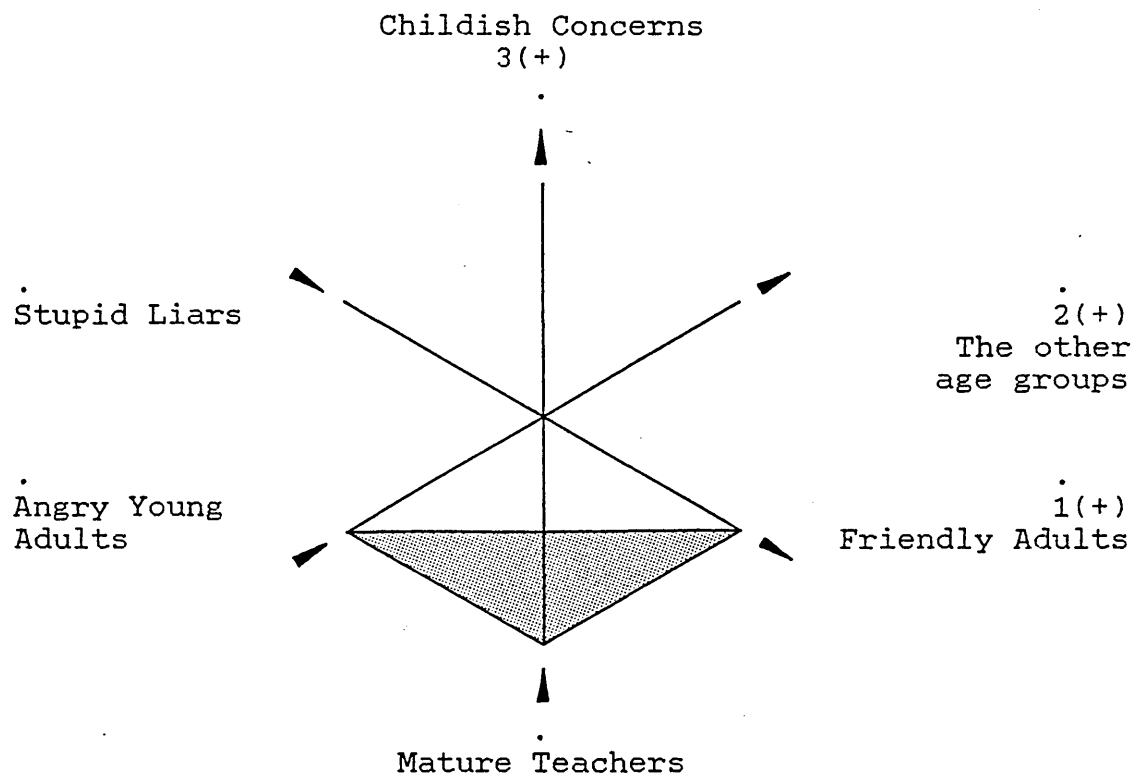 Childish Concerns
3(+)
Stupid Liars
2(+)
The other
age groups
Angry Young
Adults
1(+)
Friendly Adults
Mature Teachers